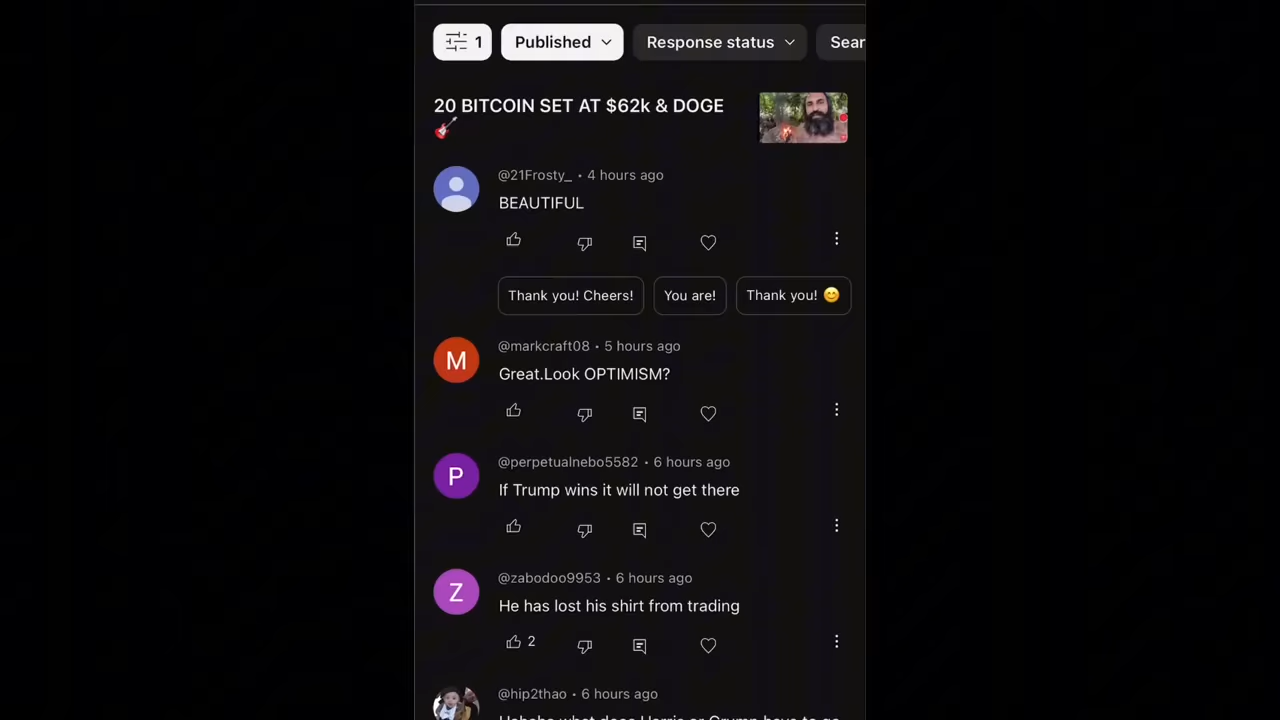 1 Published Response status Sear
20 BITCOIN SET AT $62k & DOGE
🎸
@21Frosty_ • 4 hours ago
BEAUTIFUL
Thank you! Cheers! You are! Thank you! 😊
M @markcraft08 • 5 hours ago
Great.Look OPTIMISM?
P @perpetualnebo5582 • 6 hours ago
If Trump wins it will not get there
Z @zabodoo9953 • 6 hours ago
He has lost his shirt from trading
2
@hip2thao • 6 hours ago